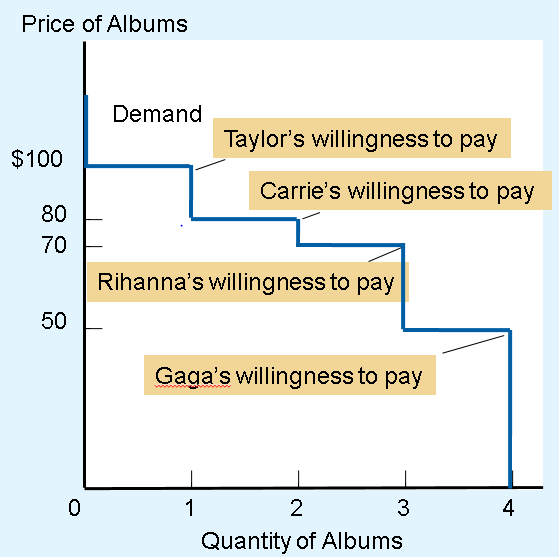 Price of Albums
Demand
Taylor's willingness to pay
$100
Carrie's willingness to pay
80
70
Rihanna's willingness to pay
50
Gaga's willingness to pay
0 1 2 3 4
Quantity of Albums